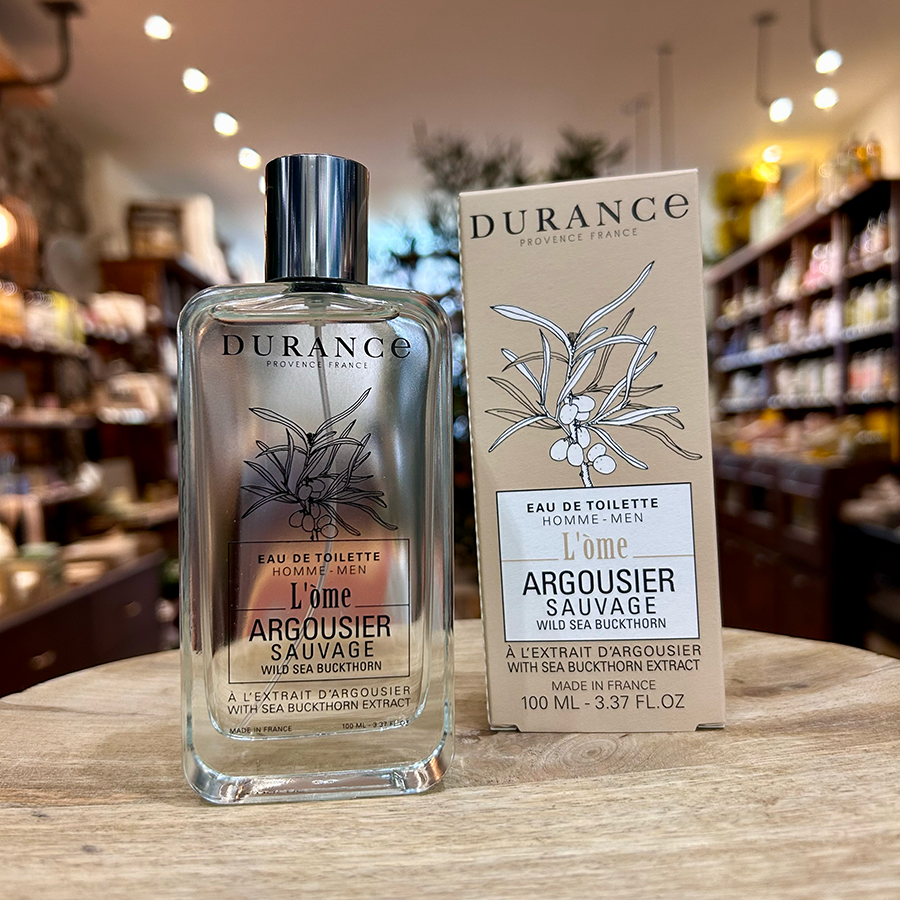 DURANCE
PROVENCE FRANCE
EAU DE TOILETTE
HOMME-MEN
L'òme
ARGOUSIER
SAUVAGE
WILD SEA BUCKTHORN
À L'EXTRAIT D'ARGOUSIER
WITH SEA BUCKTHORN EXTRACT
MADE IN FRANCE 100 ML - 3.37 FL.OZ
DURANCE
PROVENCE FRANCE
EAU DE TOILETTE
HOMME-MEN
L'òme
ARGOUSIER
SAUVAGE
WILD SEA BUCKTHORN
À L'EXTRAIT D'ARGOUSIER
WITH SEA BUCKTHORN EXTRACT
MADE IN FRANCE
100 ML - 3.37 FL.OZ